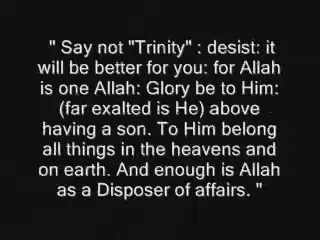 " Say not "Trinity" : desist: it
will be better for you: for Allah
is one Allah: Glory be to Him:
(far exalted is He) above
having a son. To Him belong
all things in the heavens and
on earth. And enough is Allah
as a Disposer of affairs. "